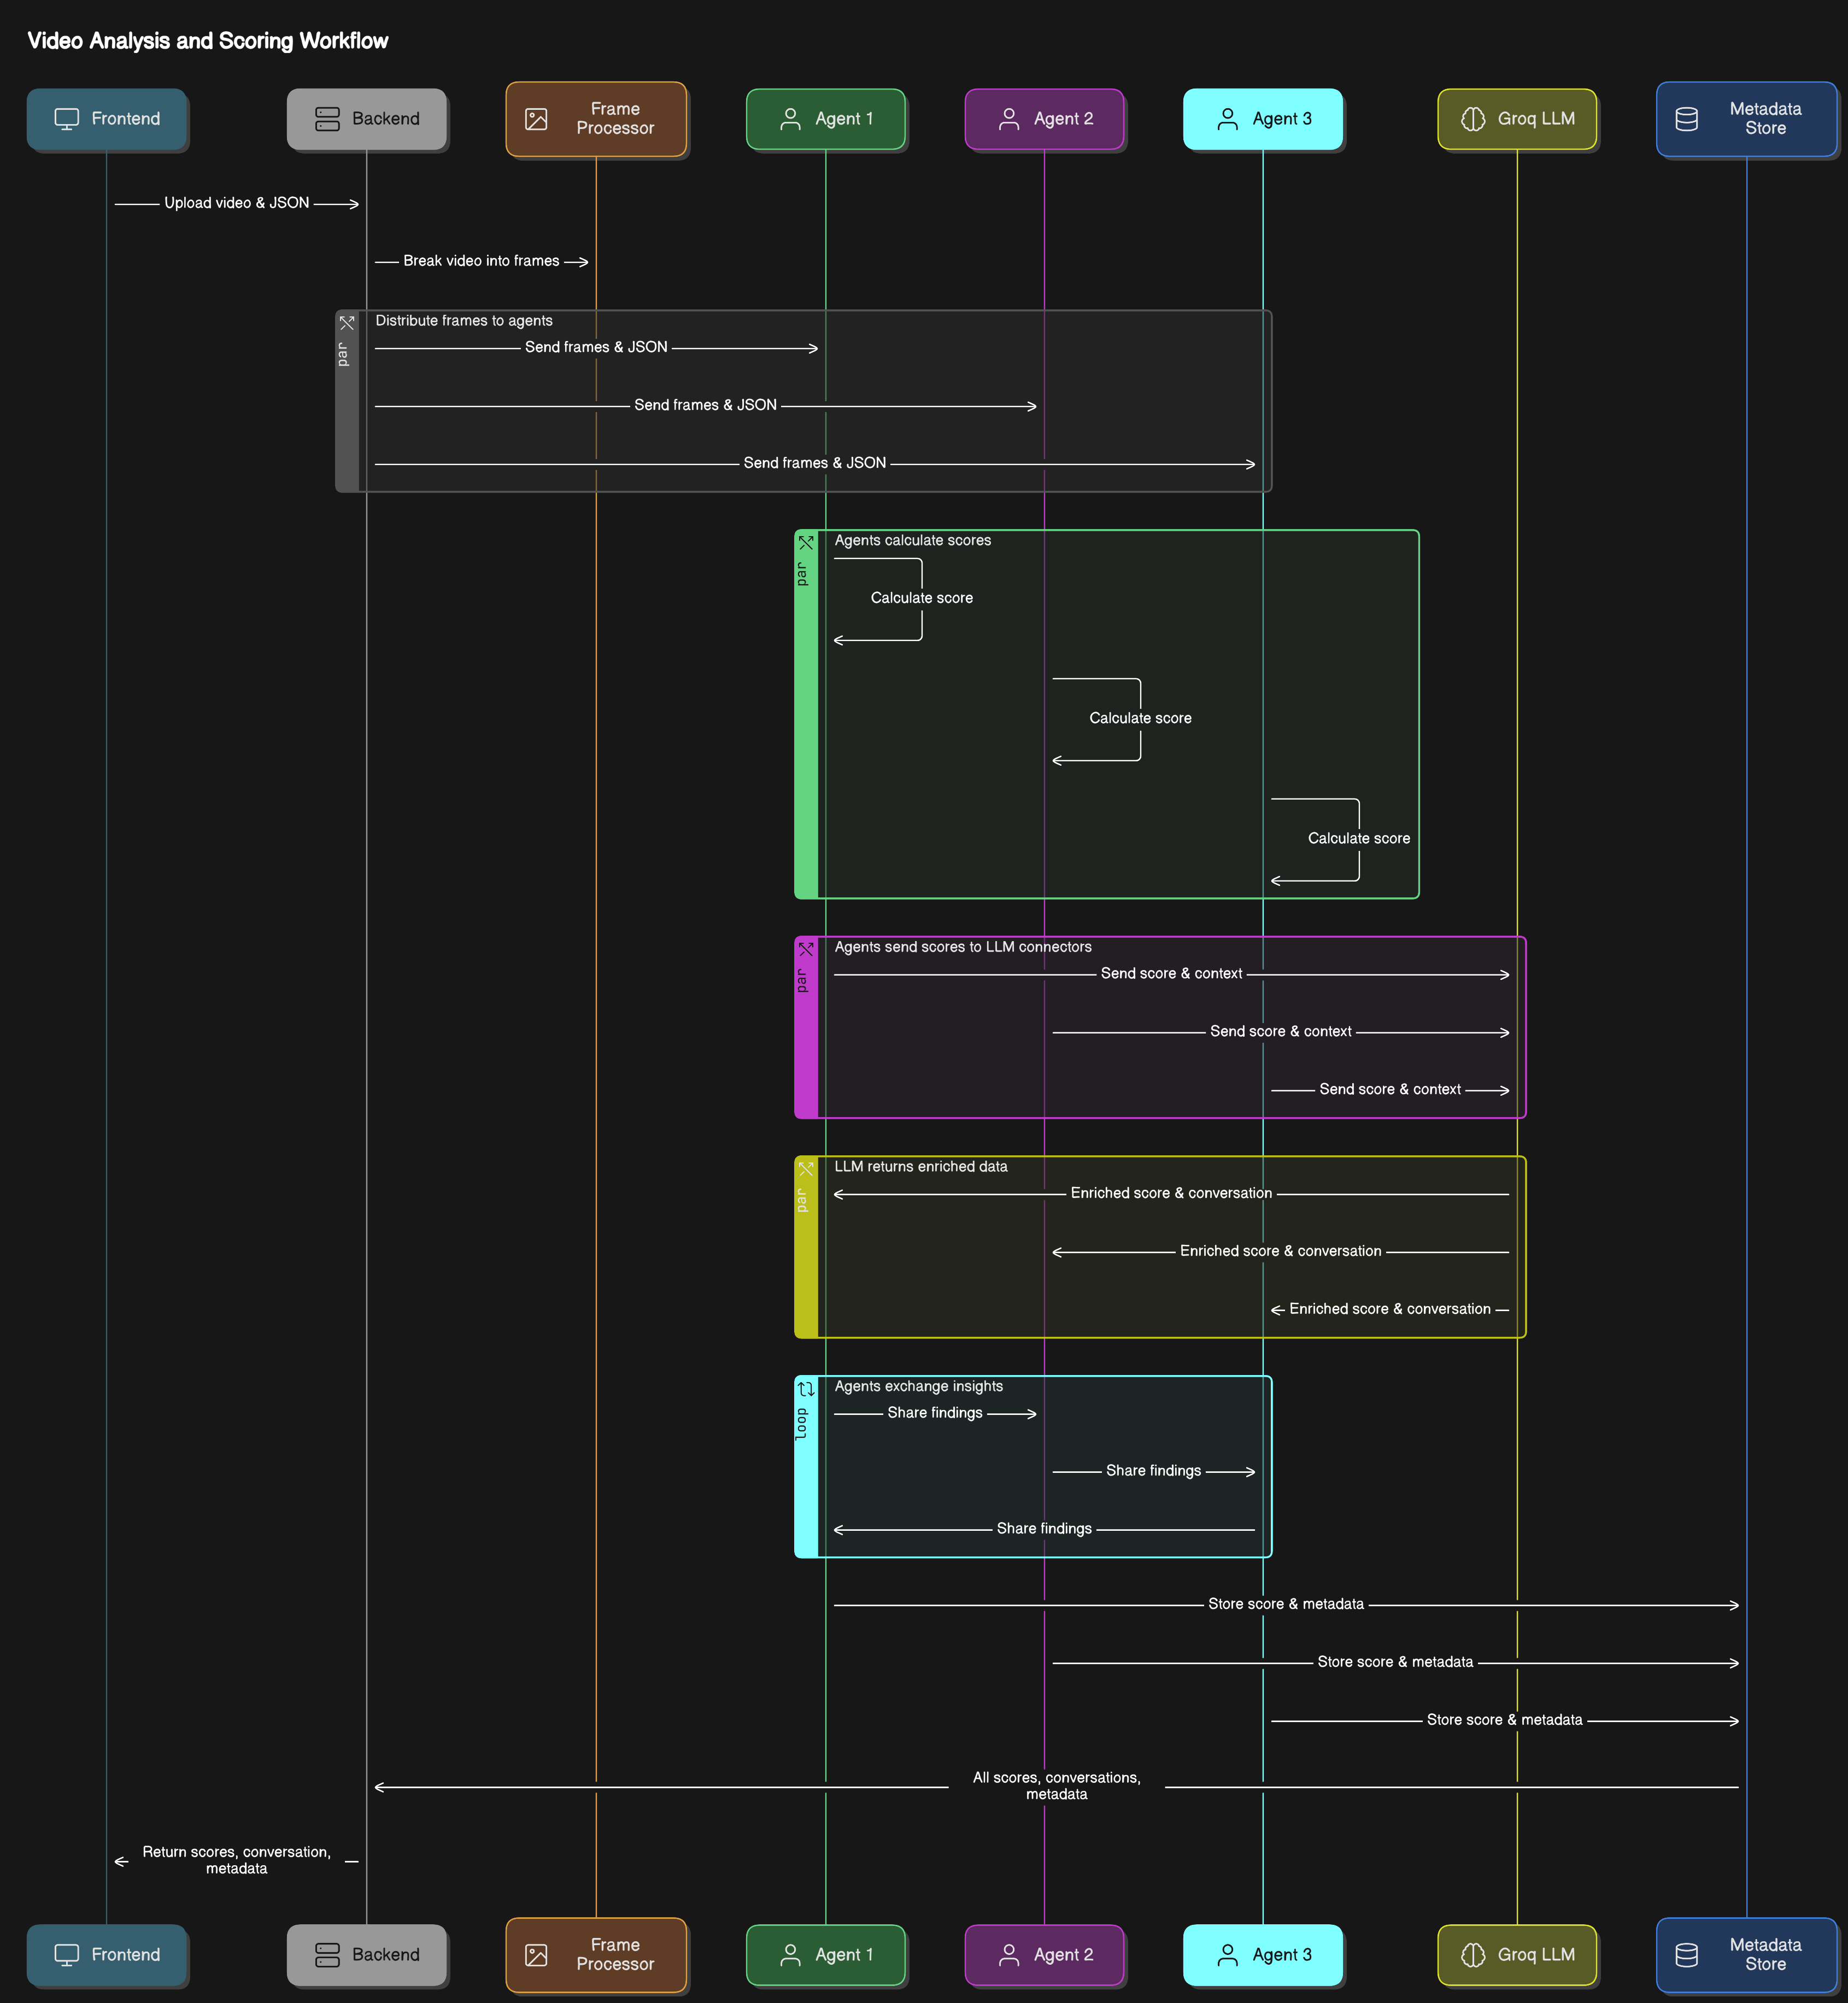 Video Analysis and Scoring Workflow
Frontend
Backend
Frame
Processor
Agent 1
Agent 2
Agent 3
Groq LLM
Metadata
Store
Upload video & JSON
Break video into frames
par
Distribute frames to agents
Send frames & JSON
Send frames & JSON
Send frames & JSON
par
Agents calculate scores
Calculate score
Calculate score
Calculate score
par
Agents send scores to LLM connectors
Send score & context
Send score & context
Send score & context
par
LLM returns enriched data
Enriched score & conversation
Enriched score & conversation
Enriched score & conversation
loop
Agents exchange insights
Share findings
Share findings
Share findings
Store score & metadata
Store score & metadata
Store score & metadata
All scores, conversations,
metadata
Return scores, conversation,
metadata
Frontend
Backend
Frame
Processor
Agent 1
Agent 2
Agent 3
Groq LLM
Metadata
Store